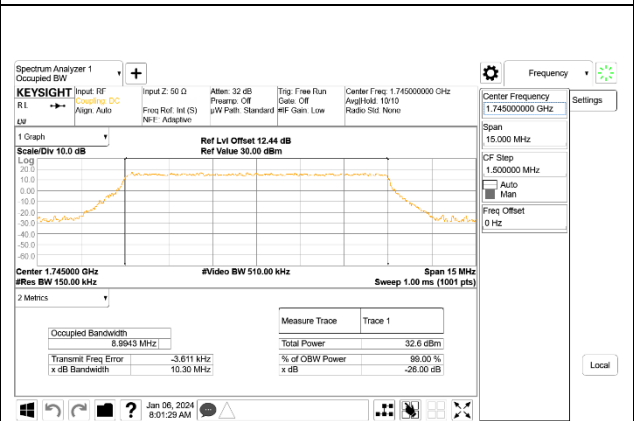 Spectrum Analyzer 1
Occupied BW
+
Frequency
KEYSIGHT
Input: RF
Coupling: DC
Align: Auto
Input Z: 50 Ω
Freq Ref: Int (S)
NFE: Adaptive
Atten: 32 dB
Preamp: Off
µW Path: Standard
Trig: Free Run
Gate: Off
#IF Gain: Low
Center Freq: 1.745000000 GHz
Avg|Hold: 10/10
Radio Std: None
R L
Center Frequency
1.745000000 GHz
Settings
Span
15.000 MHz
CF Step
1.500000 MHz
Auto
Man
Freq Offset
0 Hz
1 Graph
Scale/Div 10.0 dB
Ref Lvl Offset 12.44 dB
Ref Value 30.00 dBm
Log
20.0
10.0
0.00
-10.0
-20.0
-30.0
-40.0
-50.0
-60.0
Center 1.745000 GHz
#Video BW 510.00 kHz
Span 15 MHz
#Res BW 150.00 kHz
Sweep 1.00 ms (1001 pts)
2 Metrics
Measure Trace
Trace 1
Occupied Bandwidth
8.9943 MHz
Total Power
32.6 dBm
Transmit Freq Error
-3.611 kHz
% of OBW Power
99.00 %
x dB Bandwidth
10.30 MHz
x dB
-26.00 dB
Local
?
Jan 06, 2024
8:01:29 AM